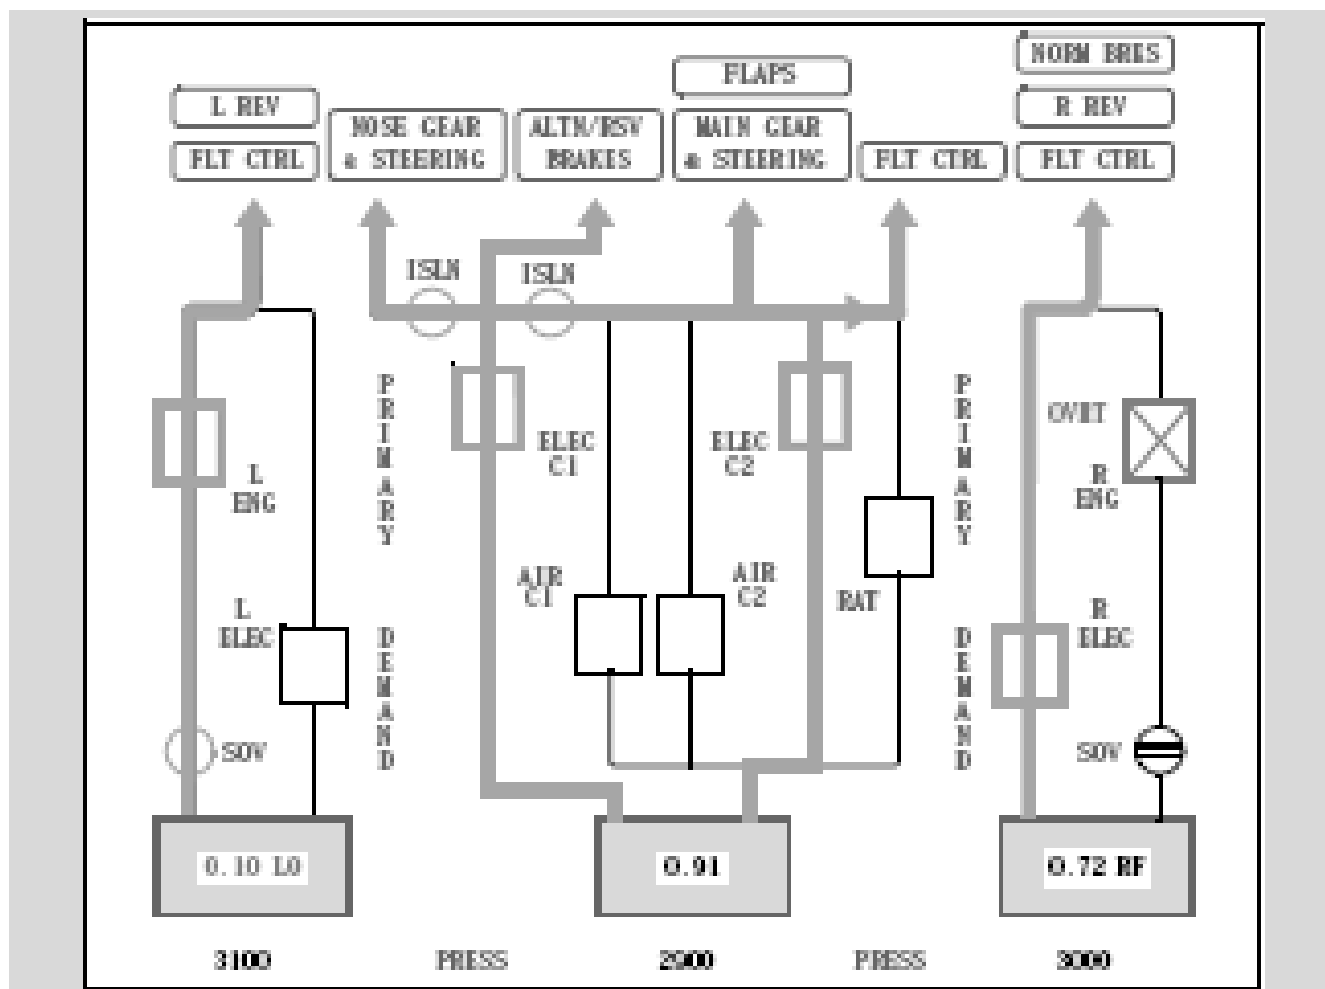 NORM BRES
FLAPS
L REV
R REV
NOSE GEAR
& STEERING
ALTN/RSV
BRAKES
MAIN GEAR
& STEERING
FLT CTRL
FLT CTRL
FLT CTRL
ISLN
ISLN
PRIMARY
PRIMARY
OVHT
ELEC
C1
ELEC
C2
L
ENG
R
ENG
AIR
C1
AIR
C2
RAT
L
ELEC
R
ELEC
DEMAND
DEMAND
SOV
SOV
0.10 LO
0.91
0.72 RF
3100
PRESS
2900
PRESS
3000